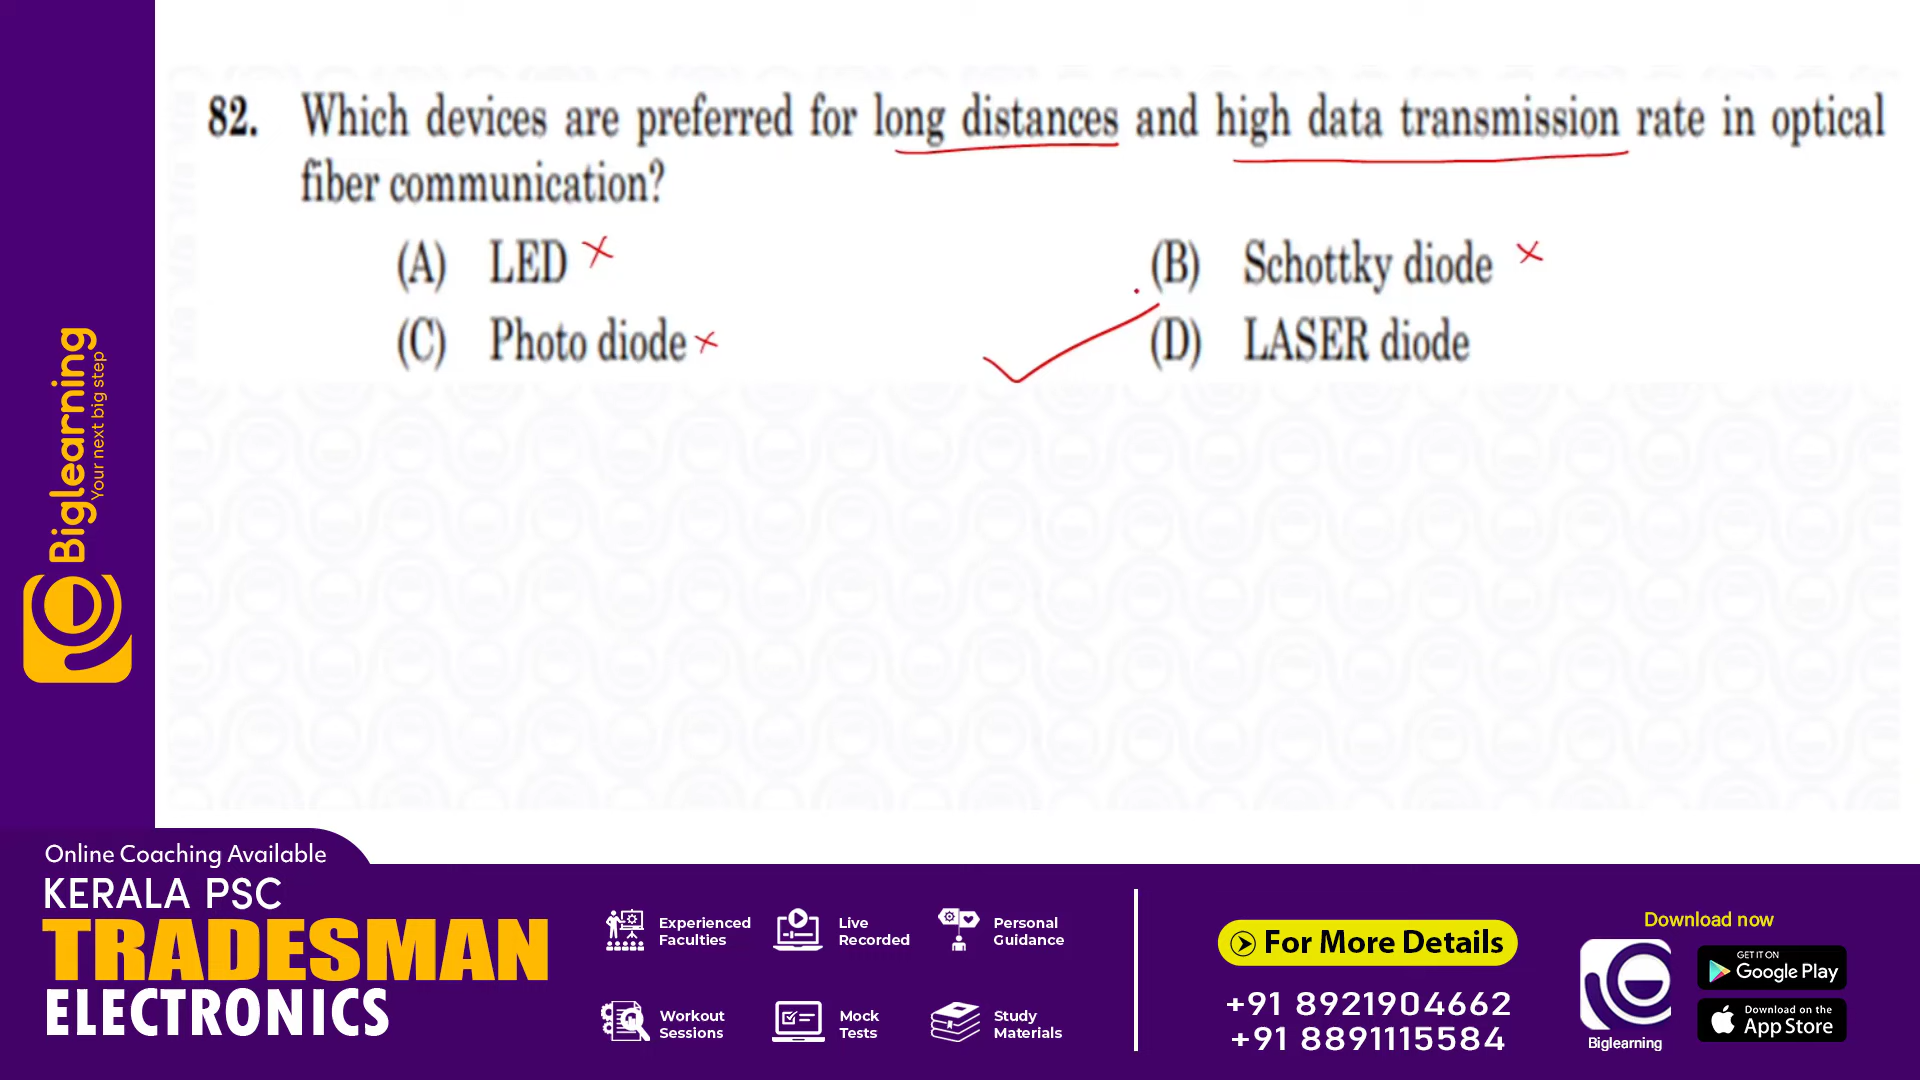 82. Which devices are preferred for long distances and high data transmission rate in optical
fiber communication?
(A) LED
(B) Schottky diode
(C) Photo diode
(D) LASER diode
Biglearning
Your next big step
Online Coaching Available
KERALA PSC
TRADESMAN
ELECTRONICS
Experienced
Faculties
Live
Recorded
Personal
Guidance
Workout
Sessions
Mock
Tests
Study
Materials
For More Details
+91 8921904662
+91 8891115584
Download now
Biglearning
GET IT ON
Google Play
Download on the
App Store